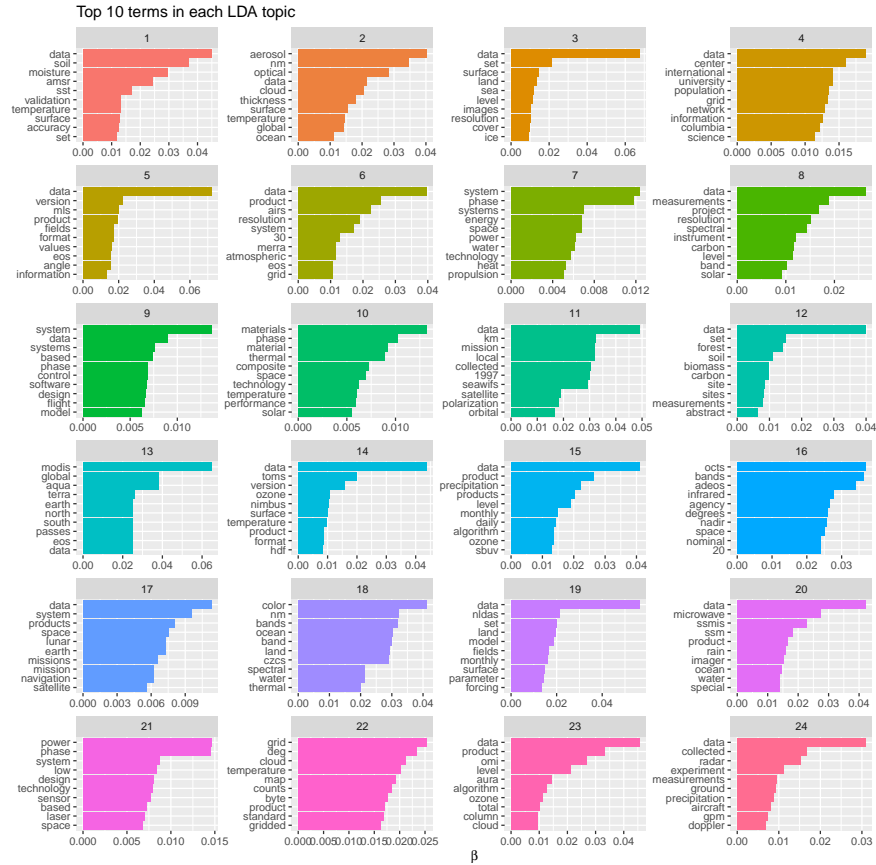 Top 10 terms in each LDA topic
1
data
soil
moisture
amsr
sst
validation
temperature
surface
accuracy
set
0.00 0.01 0.02 0.03 0.04
2
aerosol
nm
optical
data
cloud
thickness
surface
temperature
global
ocean
0.00 0.01 0.02 0.03 0.04
3
data
set
surface
land
sea
level
images
resolution
cover
ice
0.00 0.02 0.04 0.06
4
data
center
international
university
population
grid
network
information
columbia
science
0.000 0.005 0.010 0.015
5
data
version
mls
product
fields
format
values
eos
angle
information
0.00 0.02 0.04 0.06
6
data
product
airs
resolution
system
30
merra
atmospheric
eos
grid
0.00 0.01 0.02 0.03 0.04
7
system
phase
systems
energy
space
power
water
technology
heat
propulsion
0.000 0.004 0.008 0.012
8
data
measurements
project
resolution
spectral
instrument
carbon
level
band
solar
0.00 0.01 0.02
9
system
data
systems
based
phase
control
software
design
flight
model
0.000 0.005 0.010
10
materials
phase
material
thermal
composite
space
technology
temperature
performance
solar
0.000 0.005 0.010
11
data
km
mission
local
collected
1997
seawifs
satellite
polarization
orbital
0.00 0.01 0.02 0.03 0.04 0.05
12
data
set
forest
soil
biomass
carbon
site
sites
measurements
abstract
0.00 0.01 0.02 0.03 0.04
13
modis
global
aqua
terra
earth
north
south
passes
eos
data
0.00 0.02 0.04 0.06
14
data
toms
version
ozone
nimbus
surface
temperature
product
format
hdf
0.00 0.01 0.02 0.03 0.04
15
data
product
precipitation
products
level
monthly
daily
algorithm
ozone
sbuv
0.00 0.01 0.02 0.03 0.04
16
octs
bands
adeos
infrared
agency
degrees
nadir
space
nominal
20
0.00 0.01 0.02 0.03
17
data
system
products
space
lunar
earth
missions
mission
navigation
satellite
0.000 0.003 0.006 0.009
18
color
nm
bands
ocean
band
land
czcs
spectral
water
thermal
0.00 0.01 0.02 0.03 0.04
19
data
nldas
set
land
model
fields
monthly
surface
parameter
forcing
0.00 0.02 0.04
20
data
microwave
ssmis
ssm
product
rain
imager
ocean
water
special
0.00 0.01 0.02 0.03 0.04
21
power
phase
system
low
design
technology
sensor
based
laser
space
0.000 0.005 0.010 0.015
22
grid
deg
cloud
temperature
map
counts
byte
product
standard
gridded
0.000 0.005 0.010 0.015 0.020 0.025
23
data
product
omi
level
aura
algorithm
ozone
total
column
cloud
0.00 0.01 0.02 0.03 0.04
24
data
collected
radar
experiment
measurements
ground
precipitation
aircraft
gpm
doppler
0.00 0.01 0.02 0.03
β